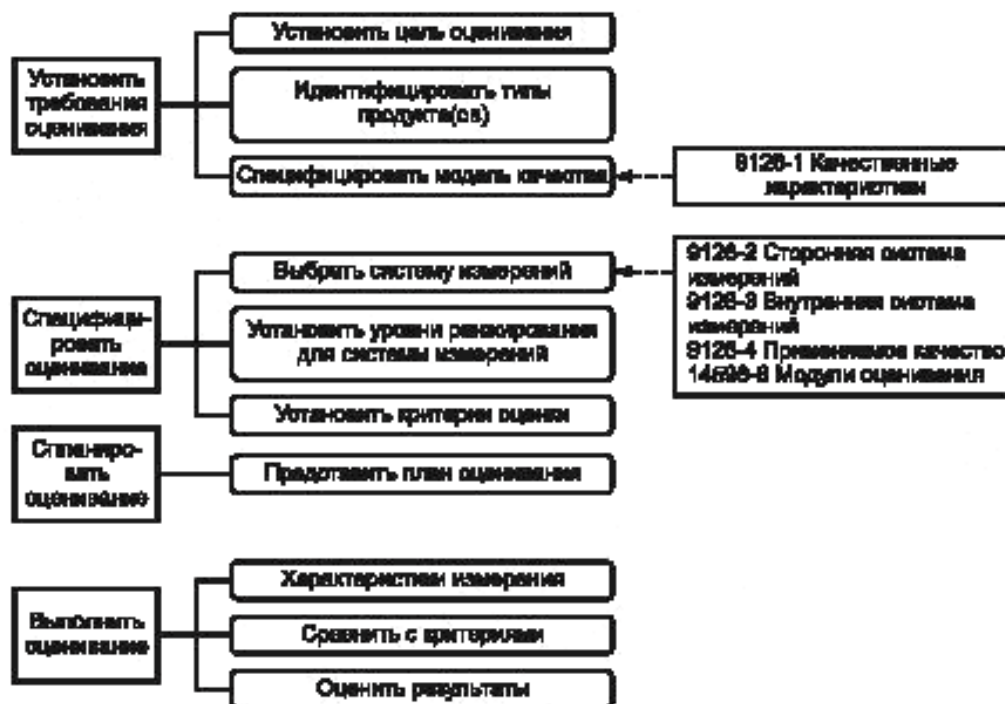 Установить цель оценивания
Установить
требования
оценивания
Идентифицировать типы
продукта(ов)
Специфицировать модель качества
9126-1 Качественные
характеристики
Выбрать систему измерений
9126-2 Сторонняя система
измерений
9126-3 Внутренняя система
измерений
9126-4 Применяемое качество
14598-6 Модули оценивания
Специфици-
ровать
оценивание
Установить уровни ранжирования
для системы измерений
Установить критерии оценки
Спланиро-
вать
оценивание
Представить план оценивания
Характеристики измерения
Выполнить
оценивание
Сравнить с критериями
Оценить результаты